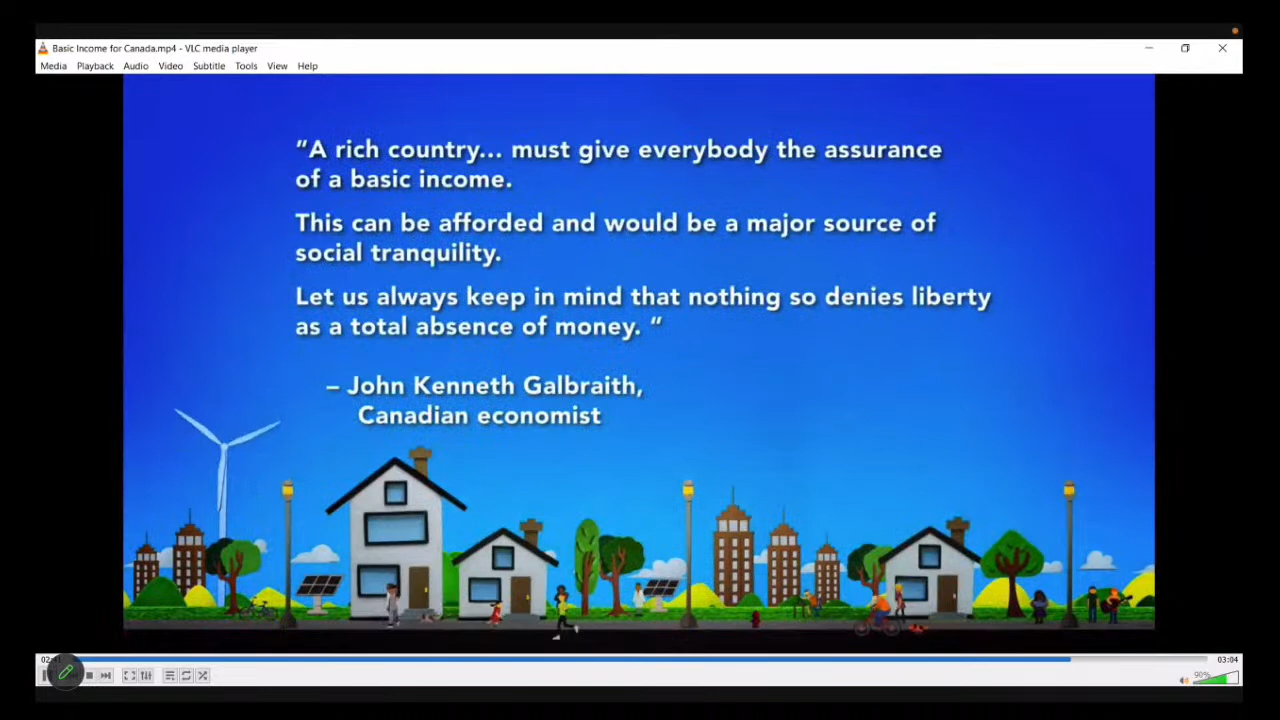 Basic Income for Canada.mp4 - VLC media player
Media Playback Audio Video Subtitle Tools View Help
"A rich country... must give everybody the assurance
of a basic income.
This can be afforded and would be a major source of
social tranquility.
Let us always keep in mind that nothing so denies liberty
as a total absence of money. "
– John Kenneth Galbraith,
Canadian economist
03:04
90%